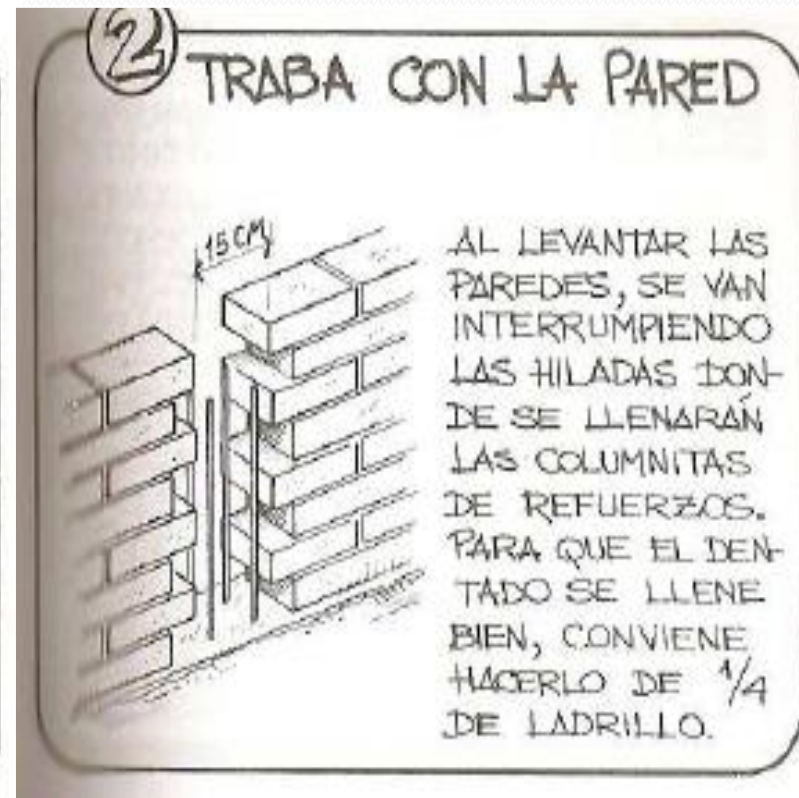 2
TRABA CON LA PARED
15 CM
AL LEVANTAR LAS
PAREDES, SE VAN
INTERRUMPIENDO
LAS HILADAS DON-
DE SE LLENARÁN
LAS COLUMNITAS
DE REFUERZOS.
PARA QUE EL DEN-
TADO SE LLENE
BIEN, CONVIENE
HACERLO DE 1/4
DE LADRILLO.